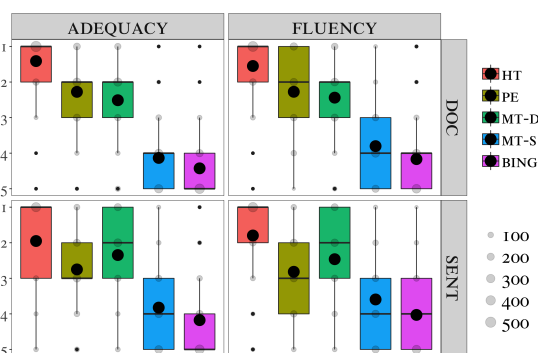 ADEQUACY FLUENCY
1
2
3
4
5
DOC
1
2
3
4
5
SENT
HT
PE
MT-D
MT-S
BING
100
200
300
400
500